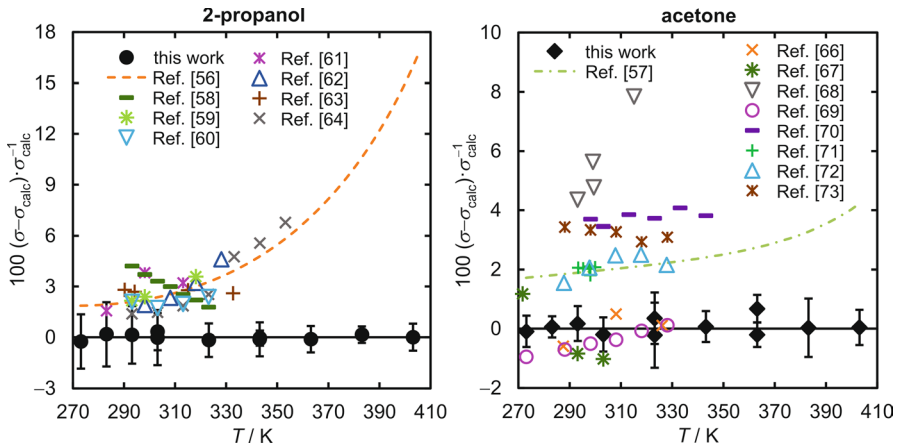 2-propanol
18
15
12
9
6
3
0
−3
100 (σ−σcalc)·σcalc⁻¹
this work
Ref. [56]
Ref. [58]
Ref. [59]
Ref. [60]
Ref. [61]
Ref. [62]
Ref. [63]
Ref. [64]
270 290 310 330 350 370 390 410
T / K
acetone
10
8
6
4
2
0
−2
100 (σ−σcalc)·σcalc⁻¹
this work
Ref. [57]
Ref. [66]
Ref. [67]
Ref. [68]
Ref. [69]
Ref. [70]
Ref. [71]
Ref. [72]
Ref. [73]
270 290 310 330 350 370 390 410
T / K